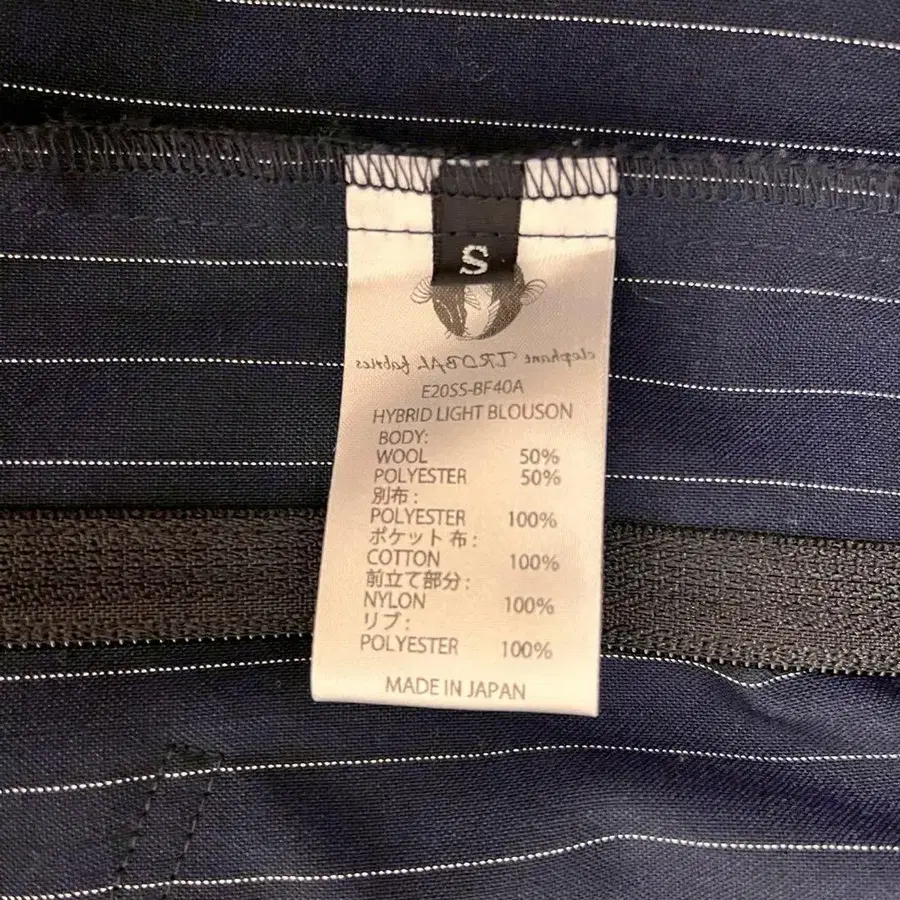 S
elephant TRIBAL fabrics
E20SS-BF40A
HYBRID LIGHT BLOUSON
BODY:
WOOL 50%
POLYESTER 50%
別布:
POLYESTER 100%
ポケット布:
COTTON 100%
前立て部分:
NYLON 100%
リブ:
POLYESTER 100%
MADE IN JAPAN